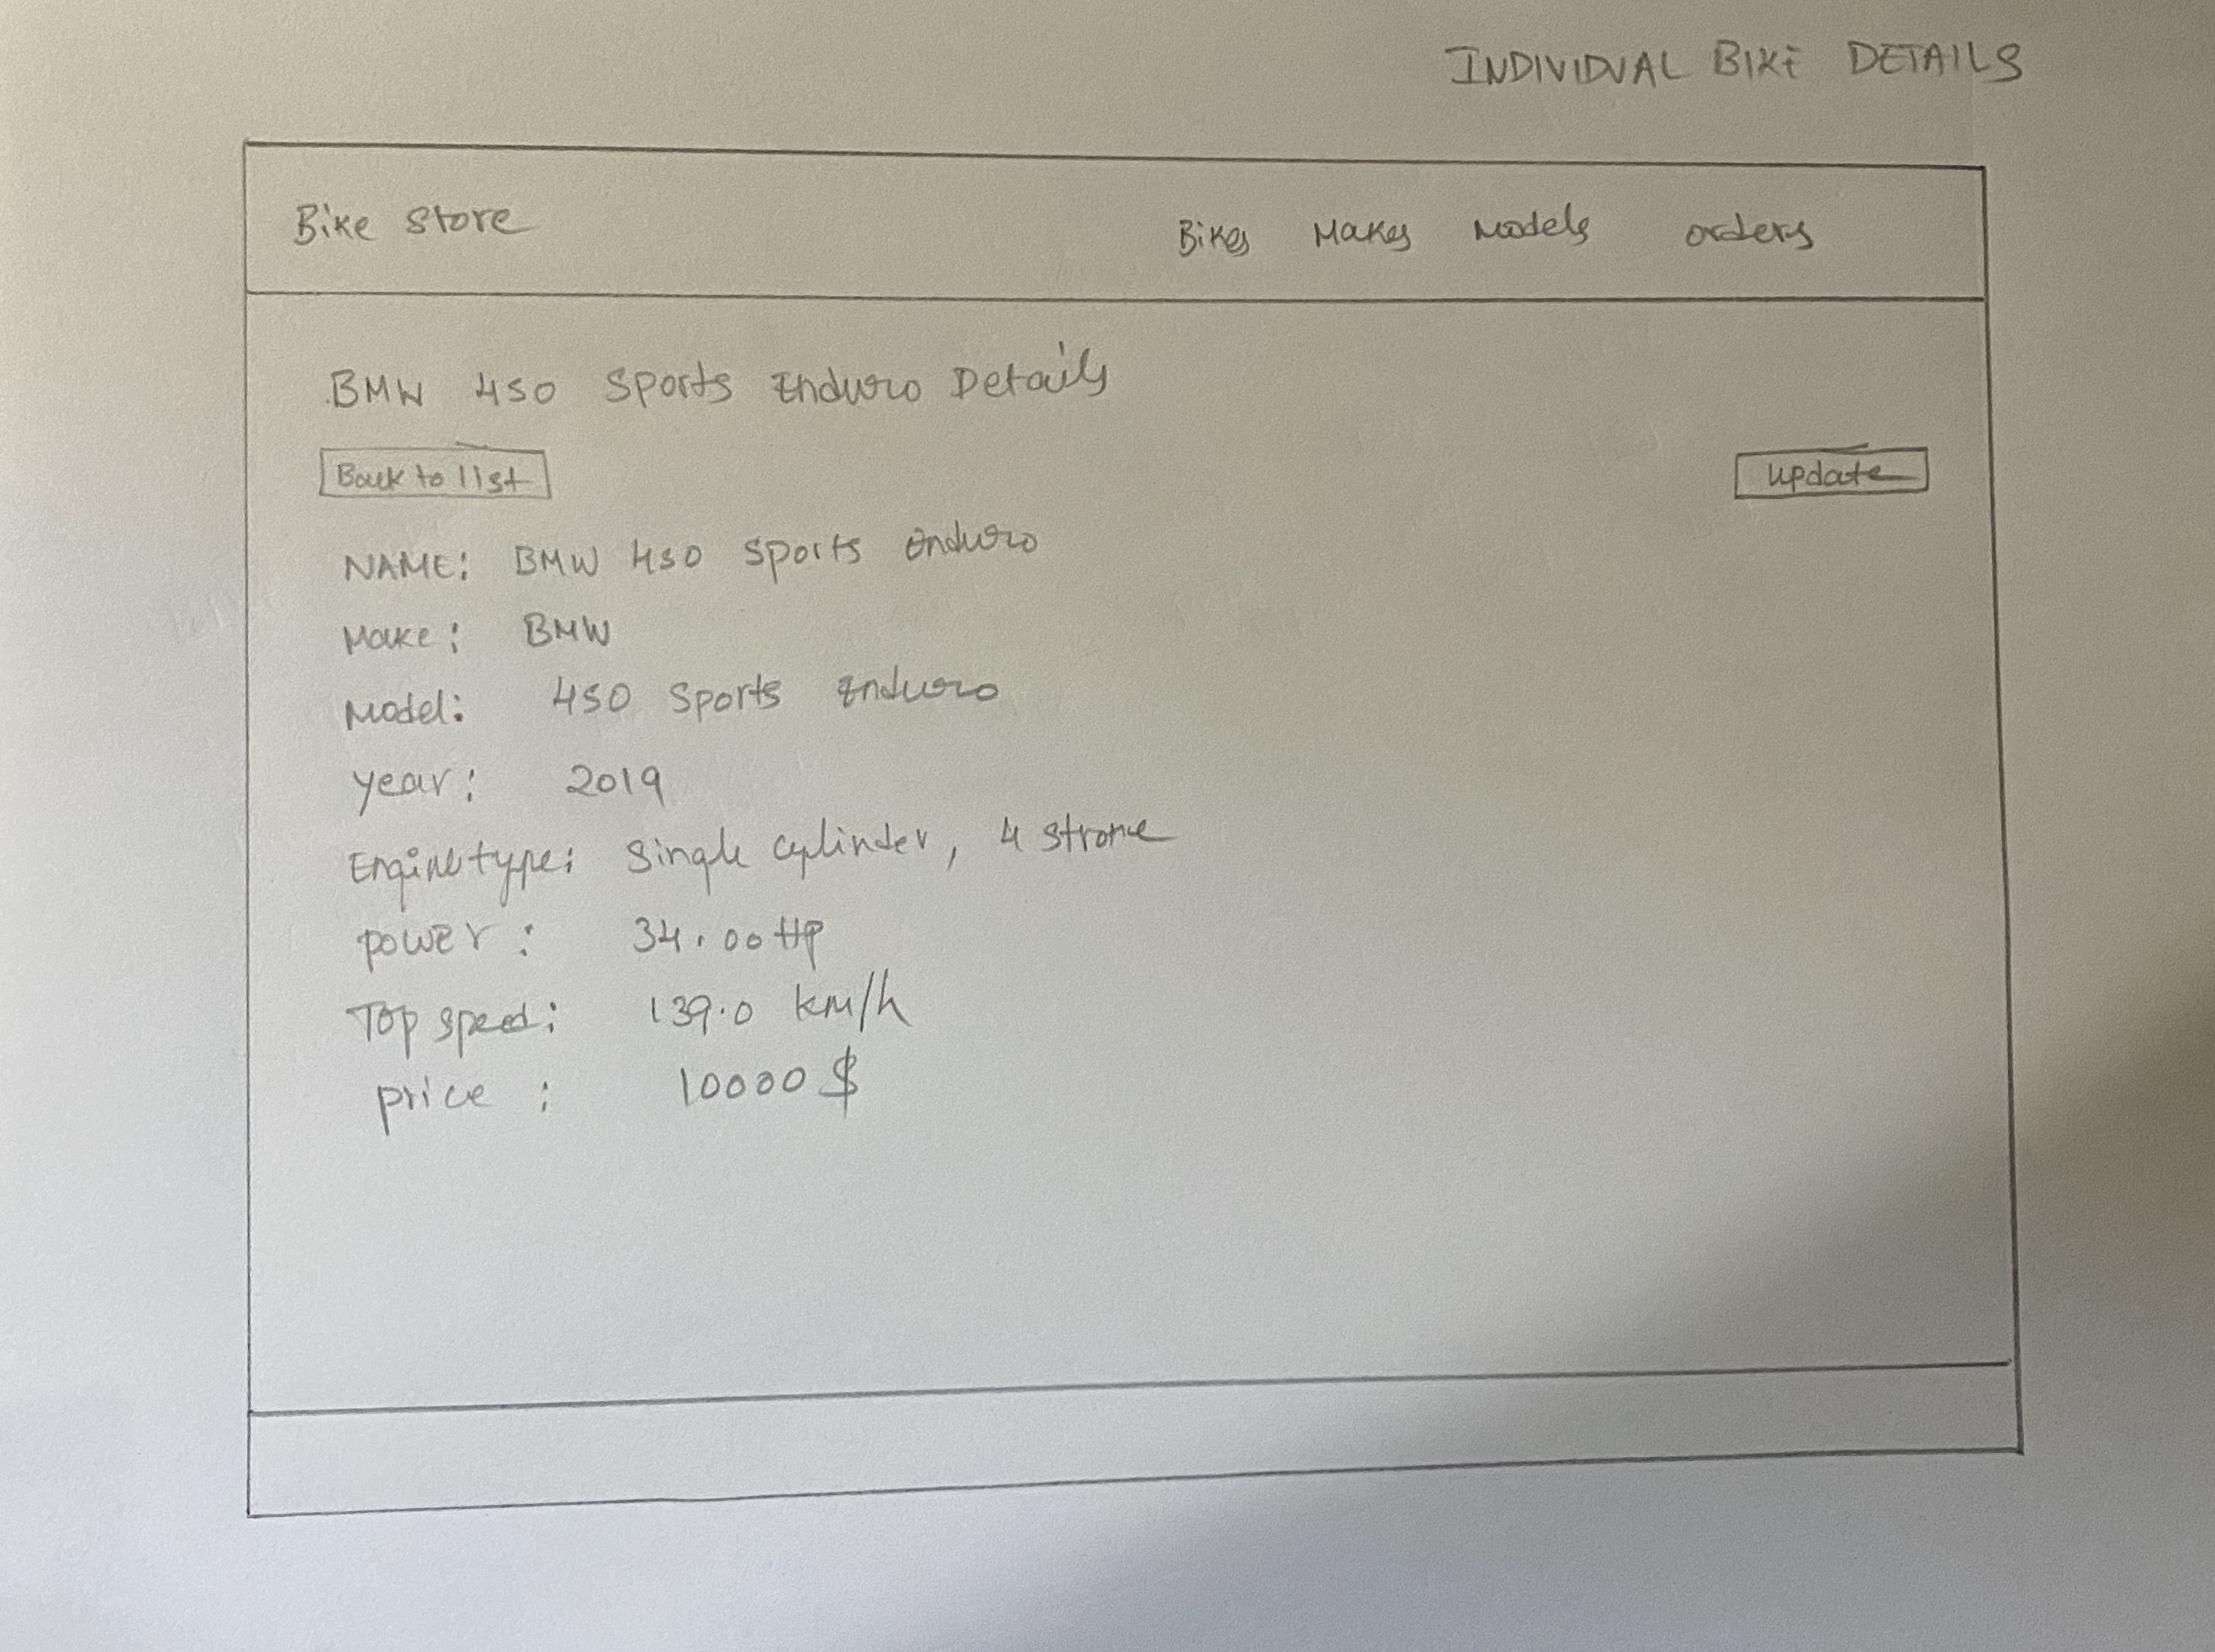 INDIVIDUAL BIKE DETAILS
Bike Store Bikes Makes Models orders
BMW 450 Sports Enduro Details
Back to list update
NAME: BMW 450 Sports Enduro
Make: BMW
Model: 450 Sports Enduro
year: 2019
Engine type: Single cylinder, 4 stroke
power: 34.00 HP
Top speed: 139.0 km/h
price: 10000 $